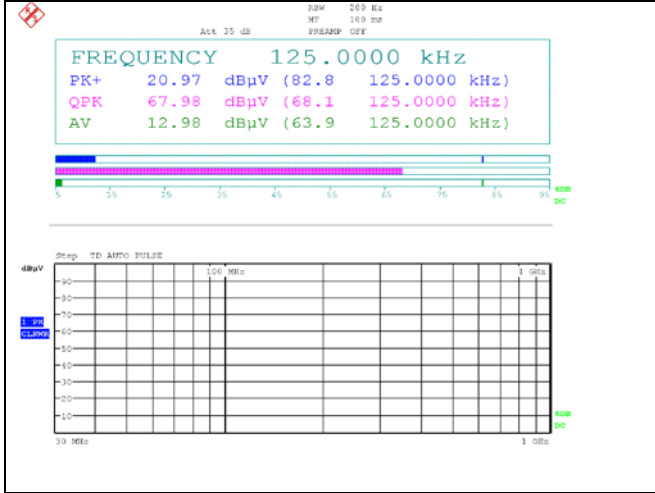 RBW 200 Hz
MT 100 ms
Att 35 dB PREAMP OFF
FREQUENCY 125.0000 kHz
PK+ 20.97 dBµV (82.8 125.0000 kHz)
QPK 67.98 dBµV (68.1 125.0000 kHz)
AV 12.98 dBµV (63.9 125.0000 kHz)
5 15 25 35 45 55 65 75 85 95
6DB
DC
Step TD AUTO PULSE
dBµV
100 MHz 1 GHz
90
80
70
1 PK
CLRWR
60
50
40
30
20
10
6DB
DC
30 MHz 1 GHz